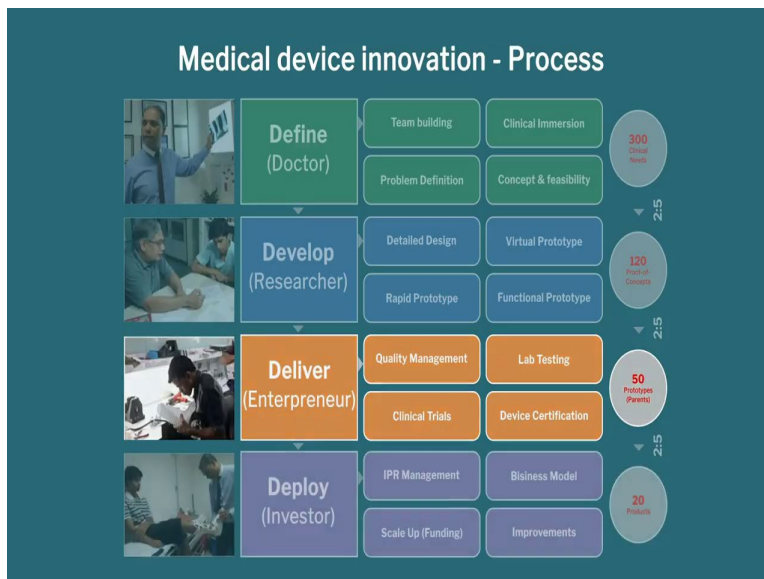 Medical device innovation - Process
Define
(Doctor)
Team building
Clinical Immersion
Problem Definition
Concept & feasibility
300
Clinical
Needs
2:5
Develop
(Researcher)
Detailed Design
Virtual Prototype
Rapid Prototype
Functional Prototype
120
Front-of-
Concepts
2:5
Deliver
(Enterpreneur)
Quality Management
Lab Testing
Clinical Trials
Device Certification
50
Prototypes
(Parents)
2:5
Deploy
(Investor)
IPR Management
Bisiness Model
Scale Up (Funding)
Improvements
20
Products